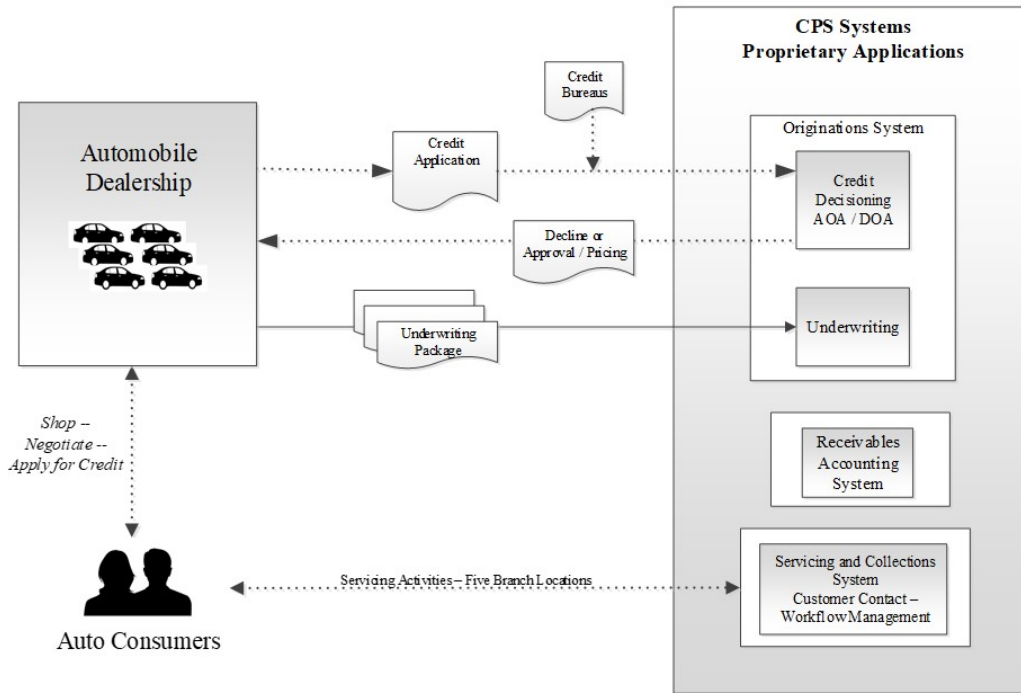 CPS Systems
Proprietary Applications
Credit
Bureaus
Originations System
Automobile
Dealership
Credit
Application
Credit
Decisioning
AOA / DOA
Decline or
Approval / Pricing
Underwriting
Package
Underwriting
Shop --
Negotiate --
Apply for Credit
Receivables
Accounting
System
Servicing Activities – Five Branch Locations
Servicing and Collections
System
Customer Contact –
Workflow Management
Auto Consumers